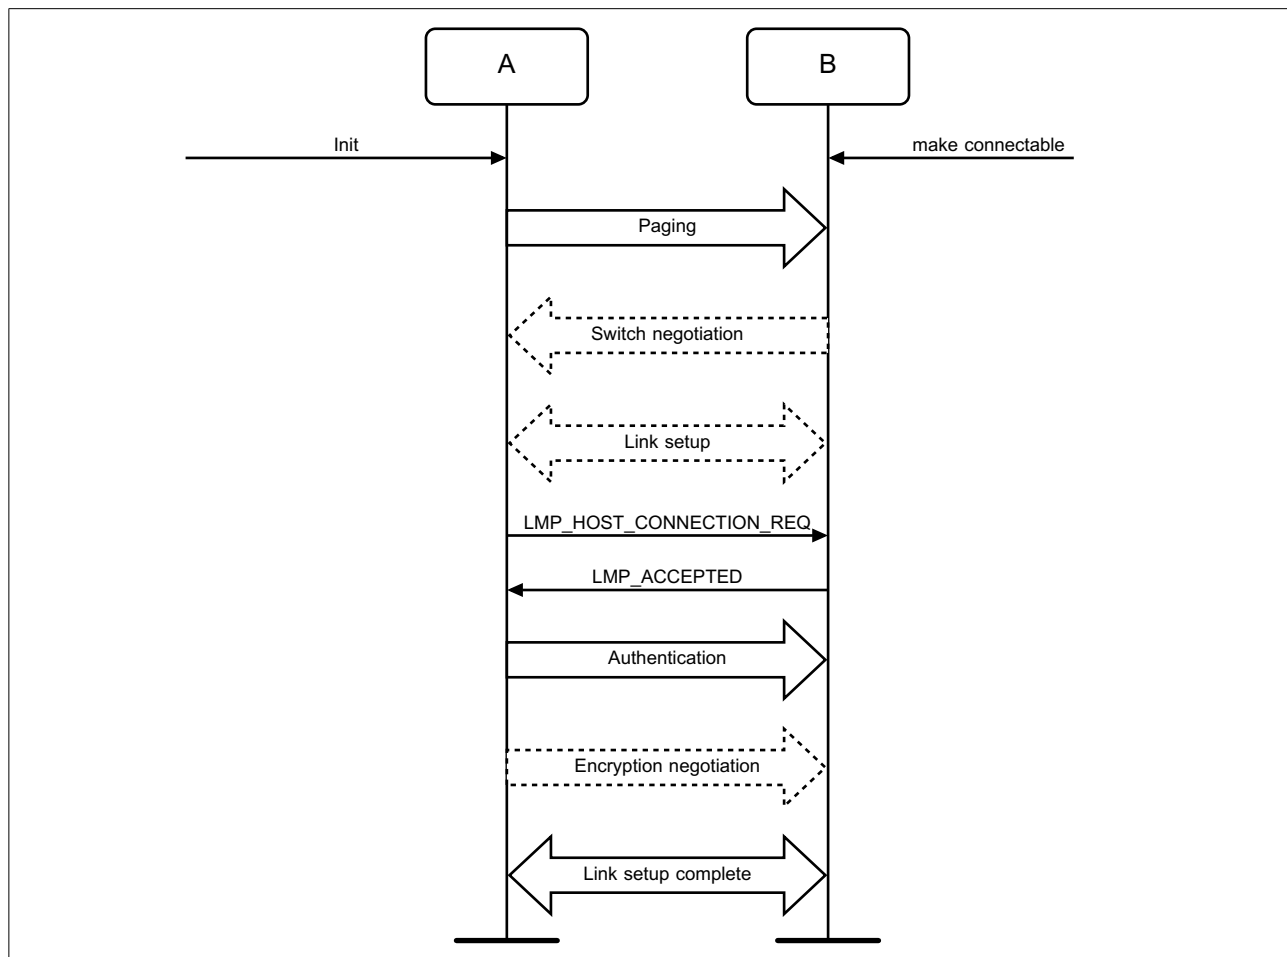 A
B
Init
make connectable
Paging
Switch negotiation
Link setup
LMP_HOST_CONNECTION_REQ
LMP_ACCEPTED
Authentication
Encryption negotiation
Link setup complete